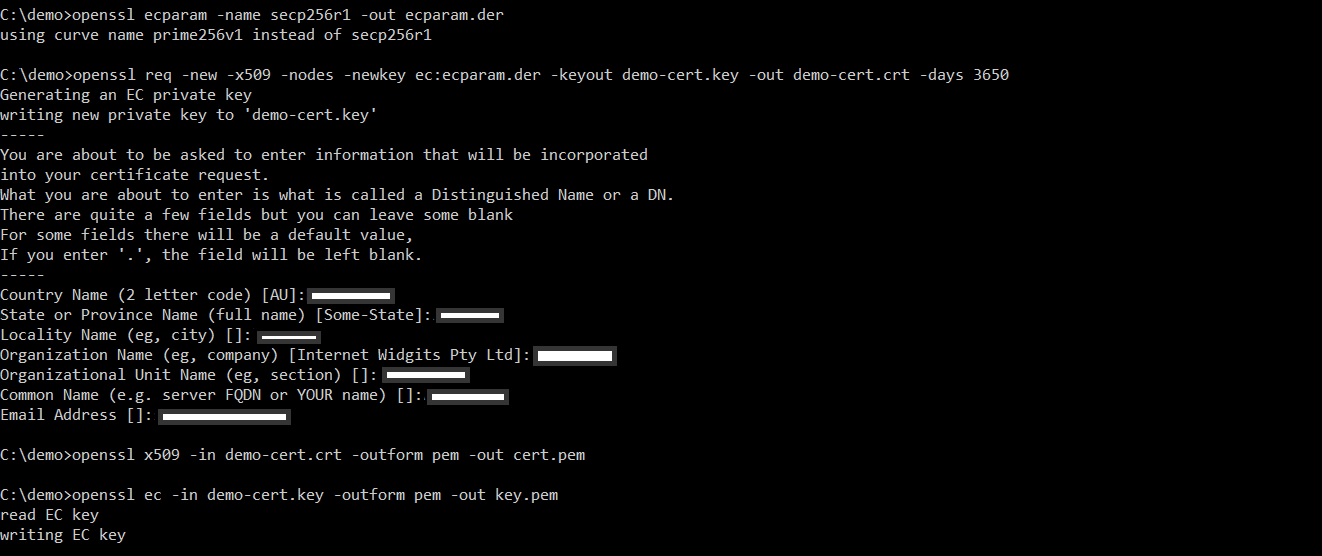 C:\demo>openssl ecparam -name secp256r1 -out ecparam.der
using curve name prime256v1 instead of secp256r1
C:\demo>openssl req -new -x509 -nodes -newkey ec:ecparam.der -keyout demo-cert.key -out demo-cert.crt -days 3650
Generating an EC private key
writing new private key to 'demo-cert.key'
-----
You are about to be asked to enter information that will be incorporated
into your certificate request.
What you are about to enter is what is called a Distinguished Name or a DN.
There are quite a few fields but you can leave some blank
For some fields there will be a default value,
If you enter '.', the field will be left blank.
-----
Country Name (2 letter code) [AU]:
State or Province Name (full name) [Some-State]:
Locality Name (eg, city) []:
Organization Name (eg, company) [Internet Widgits Pty Ltd]:
Organizational Unit Name (eg, section) []:
Common Name (e.g. server FQDN or YOUR name) []:
Email Address []:
C:\demo>openssl x509 -in demo-cert.crt -outform pem -out cert.pem
C:\demo>openssl ec -in demo-cert.key -outform pem -out key.pem
read EC key
writing EC key